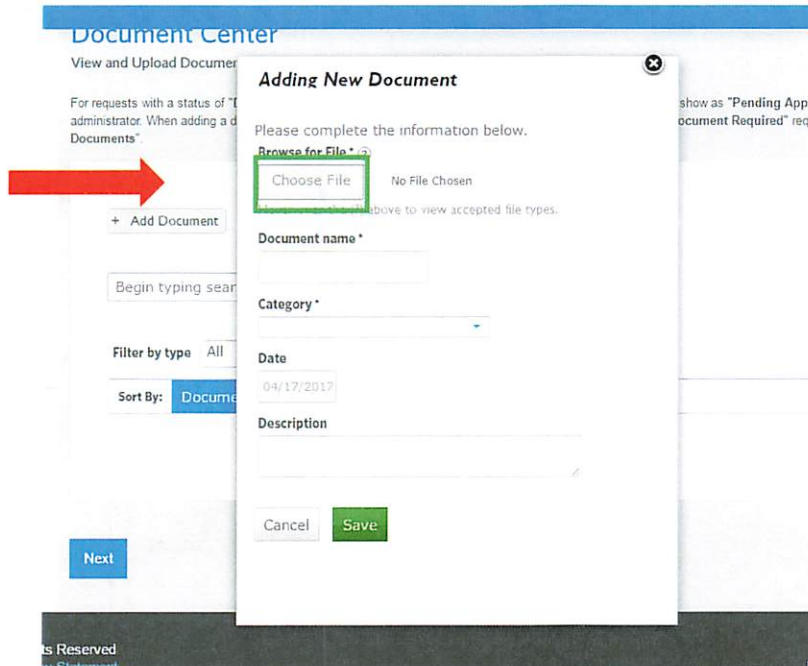 Document Center
View and Upload Documen
For requests with a status of "D
show as "Pending App
administrator. When adding a d
ocument Required" req
Documents".
+ Add Document
Begin typing sear
Filter by type All
Sort By: Docume
Next
ts Reserved
Adding New Document
Please complete the information below.
Browse for File *
Choose File No File Chosen
above to view accepted file types.
Document name *
Category *
Date
04/17/2017
Description
Cancel Save